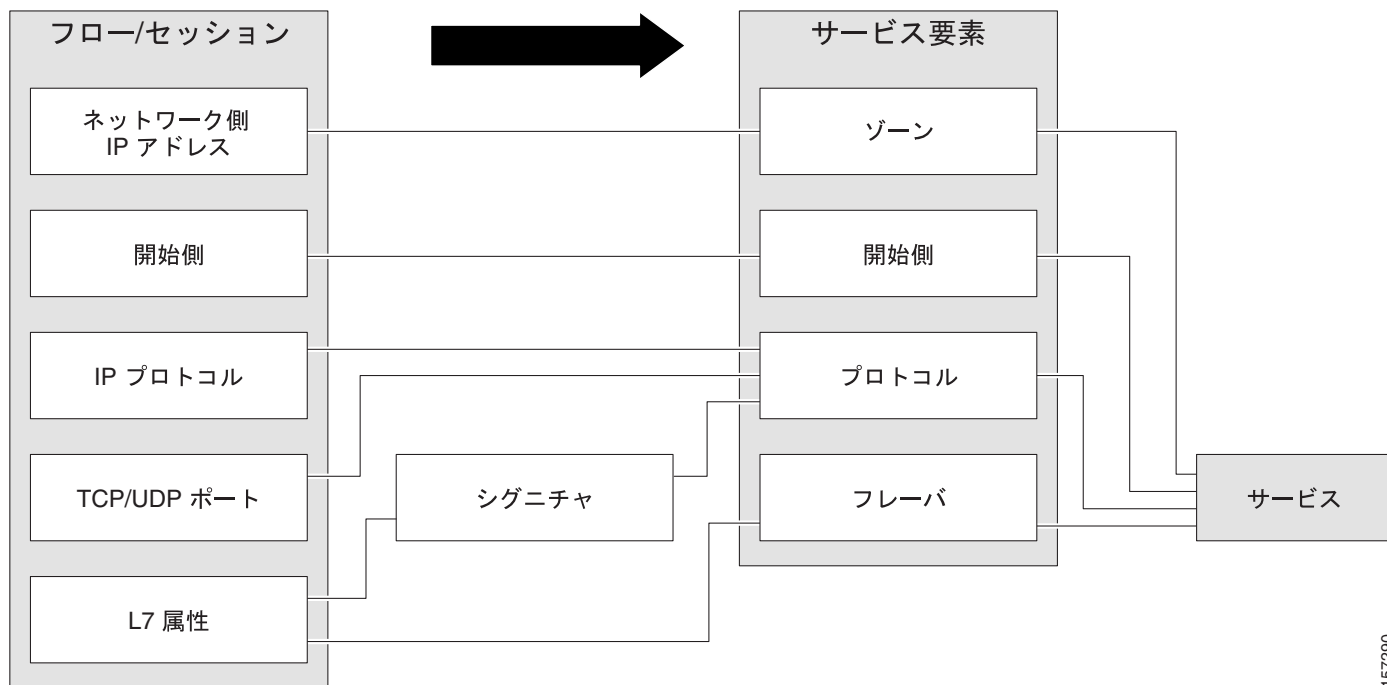 フロー/セッション
サービス要素
ネットワーク側
IP アドレス
ゾーン
開始側
開始側
IP プロトコル
プロトコル
TCP/UDP ポート
シグニチャ
フレーバ
サービス
L7 属性